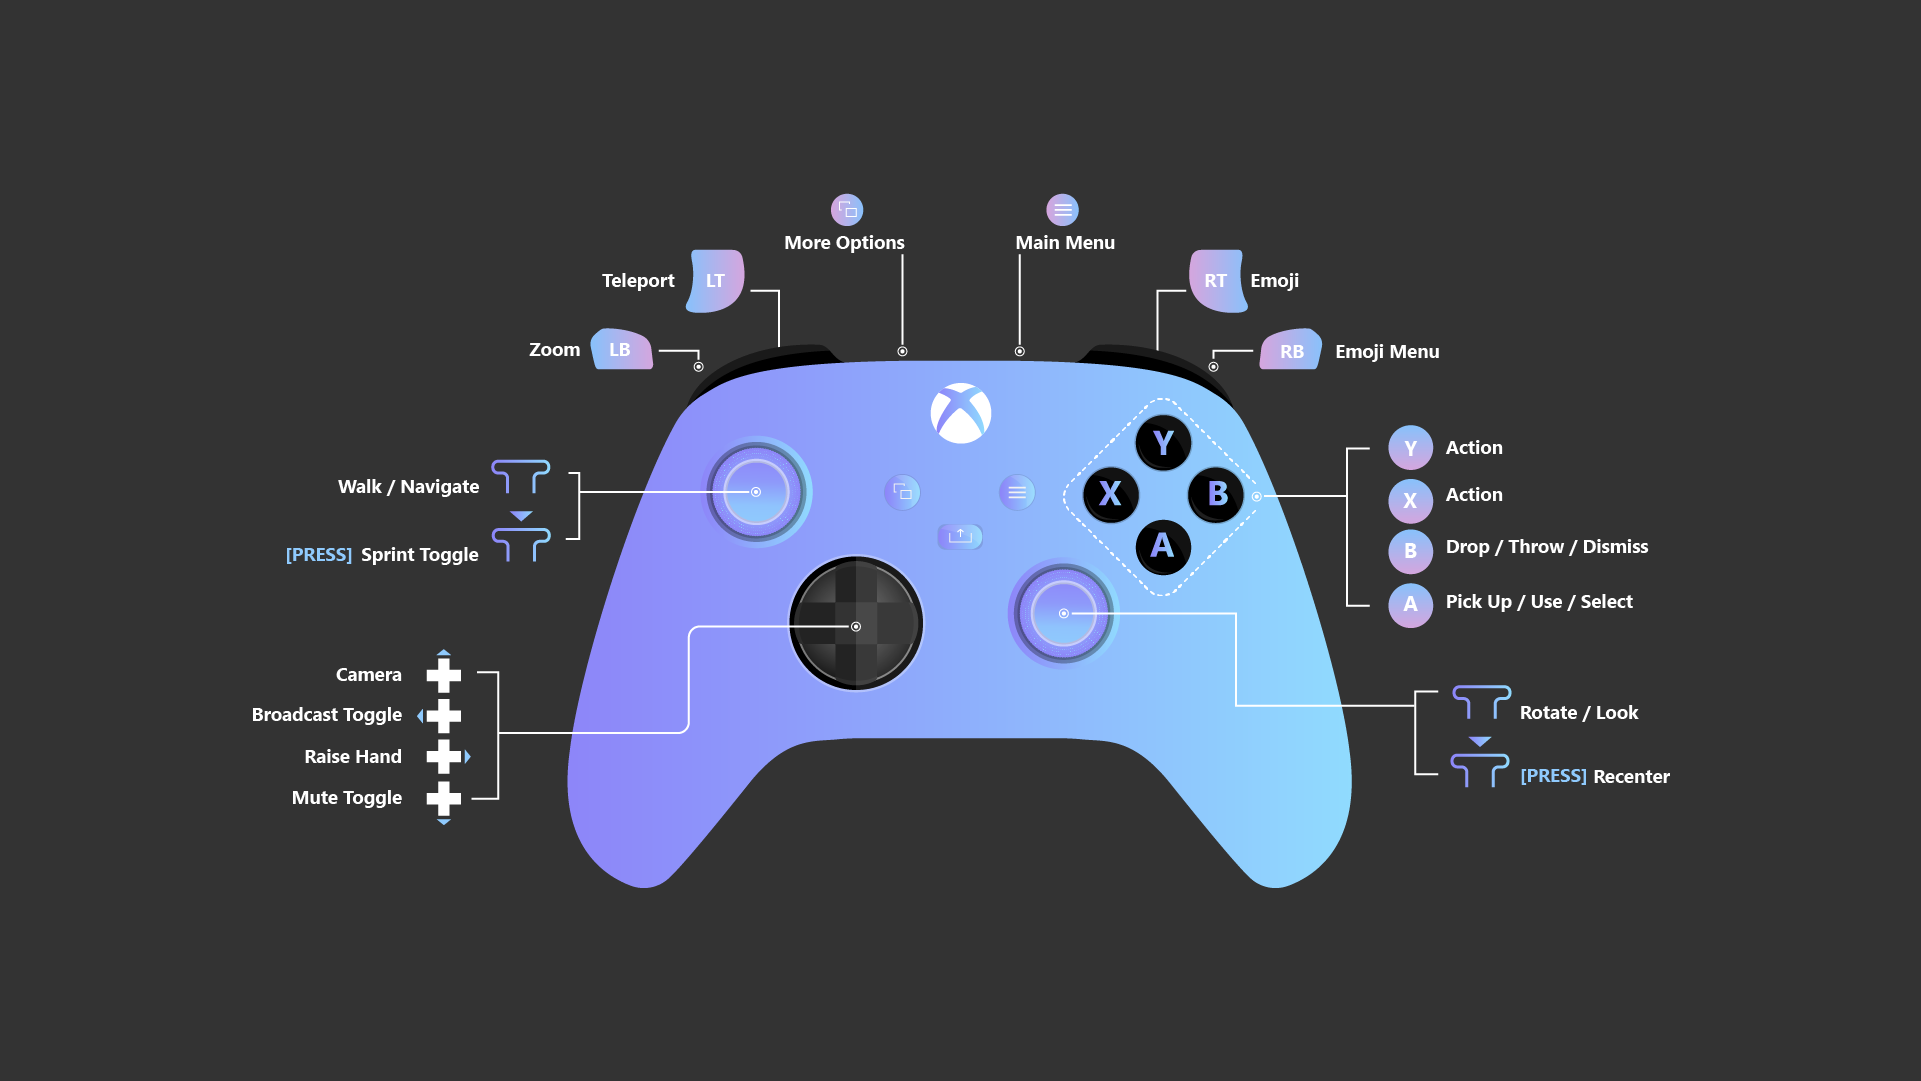 More Options
Main Menu
Teleport LT
RT Emoji
Zoom LB
RB Emoji Menu
Y
X
B
A
Walk / Navigate
[PRESS] Sprint Toggle
Y Action
X Action
B Drop / Throw / Dismiss
A Pick Up / Use / Select
Camera
Broadcast Toggle
Raise Hand
Mute Toggle
Rotate / Look
[PRESS] Recenter